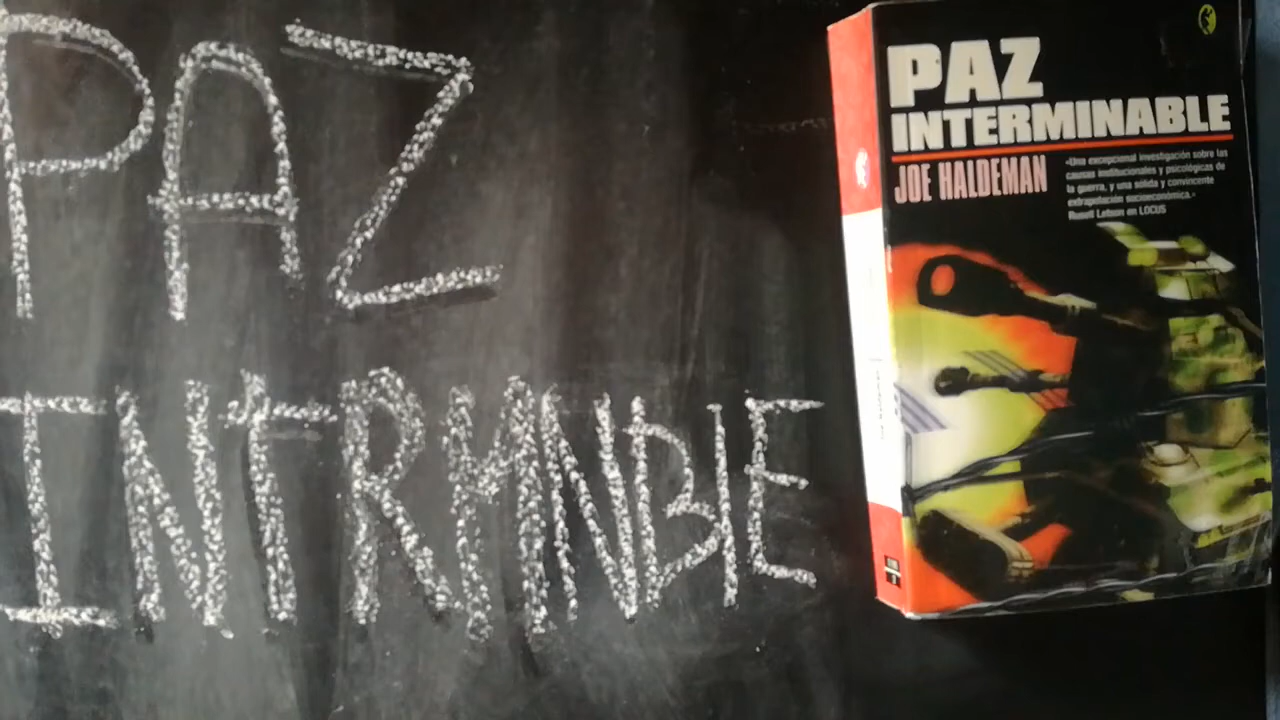 PAZ
INTRMNBIE
PAZ
INTERMINABLE
JOE HALDEMAN
«Una excepcional investigación sobre las
causas institucionales y psicológicas de
la guerra, y una sólida y convincente
extrapolación socioeconómica.»
Russell Letson en LOCUS